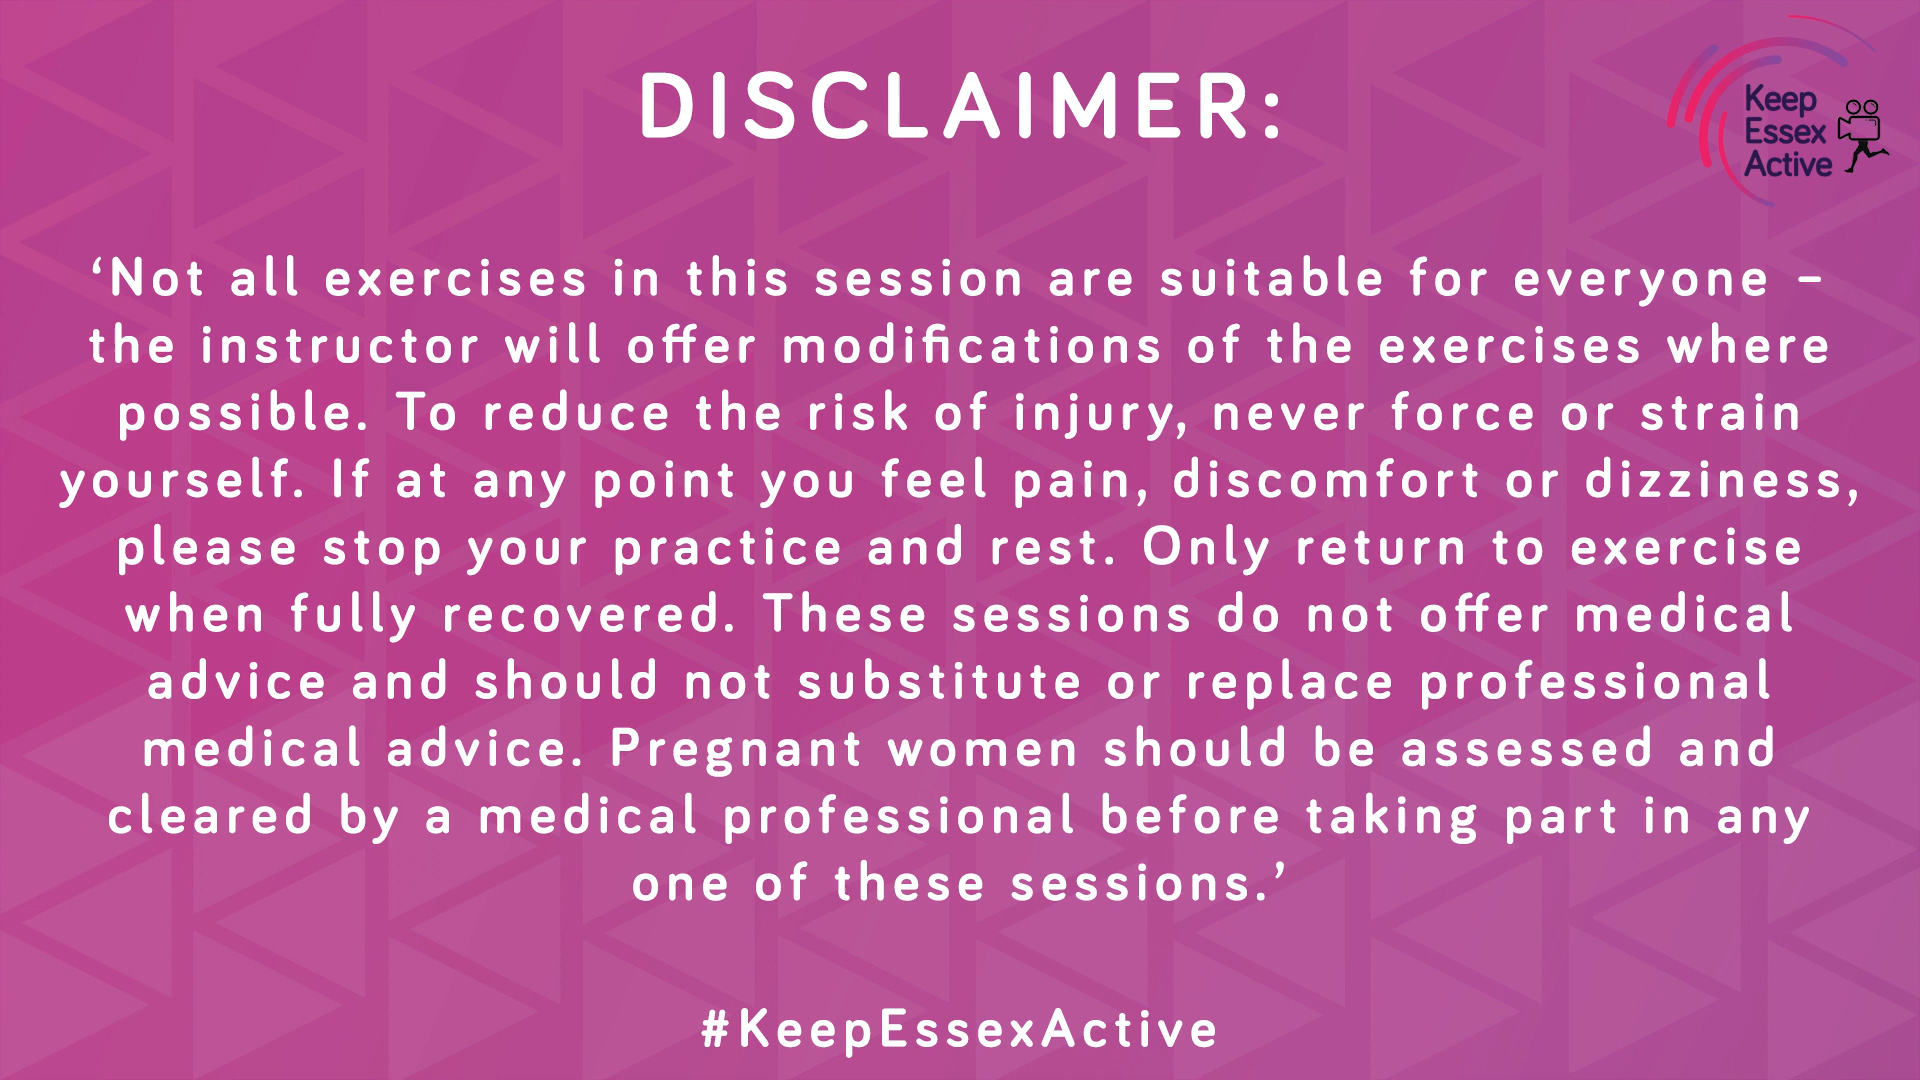 DISCLAIMER:
Keep
Essex
Active
‘Not all exercises in this session are suitable for everyone –
the instructor will offer modifications of the exercises where
possible. To reduce the risk of injury, never force or strain
yourself. If at any point you feel pain, discomfort or dizziness,
please stop your practice and rest. Only return to exercise
when fully recovered. These sessions do not offer medical
advice and should not substitute or replace professional
medical advice. Pregnant women should be assessed and
cleared by a medical professional before taking part in any
one of these sessions.’
#KeepEssexActive